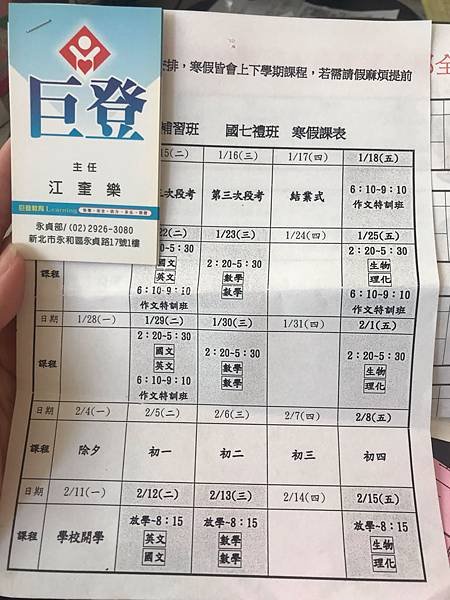 排，寒假皆會上下學期課程，若需請假麻煩提前
巨登
主任
江奎樂
巨登教育 Learning
永貞部/(02)2926-3080
新北市永和區永貞路17號1樓
補習班 國七禮班 寒假課表
15(二) 1/16(三) 1/17(四) 1/18(五)
次段考 第三次段考 結業式 6：10~9：10
作文特訓班
22(二) 1/23(三) 1/24(四) 1/25(五)
課程 0~5：30 2：20~5：30 2：20~5：30
國文 數學 生物
英文 數學 理化
6：10~9：10 6：10~9：10
作文特訓班 作文特訓班
日期 1/28(一) 1/29(二) 1/30(三) 1/31(四) 2/1(五)
課程 2：20~5：30 2：20~5：30 2：20~5：30
國文 數學 生物
英文 數學 理化
6：10~9：10
作文特訓班
日期 2/4(一) 2/5(二) 2/6(三) 2/7(四) 2/8(五)
課程 除夕 初一 初二 初三 初四
日期 2/11(一) 2/12(二) 2/13(三) 2/14(四) 2/15(五)
課程 學校開學 放學~8：15 放學~8：15 放學~8：15
英文 數學 生物
國文 數學 理化
全